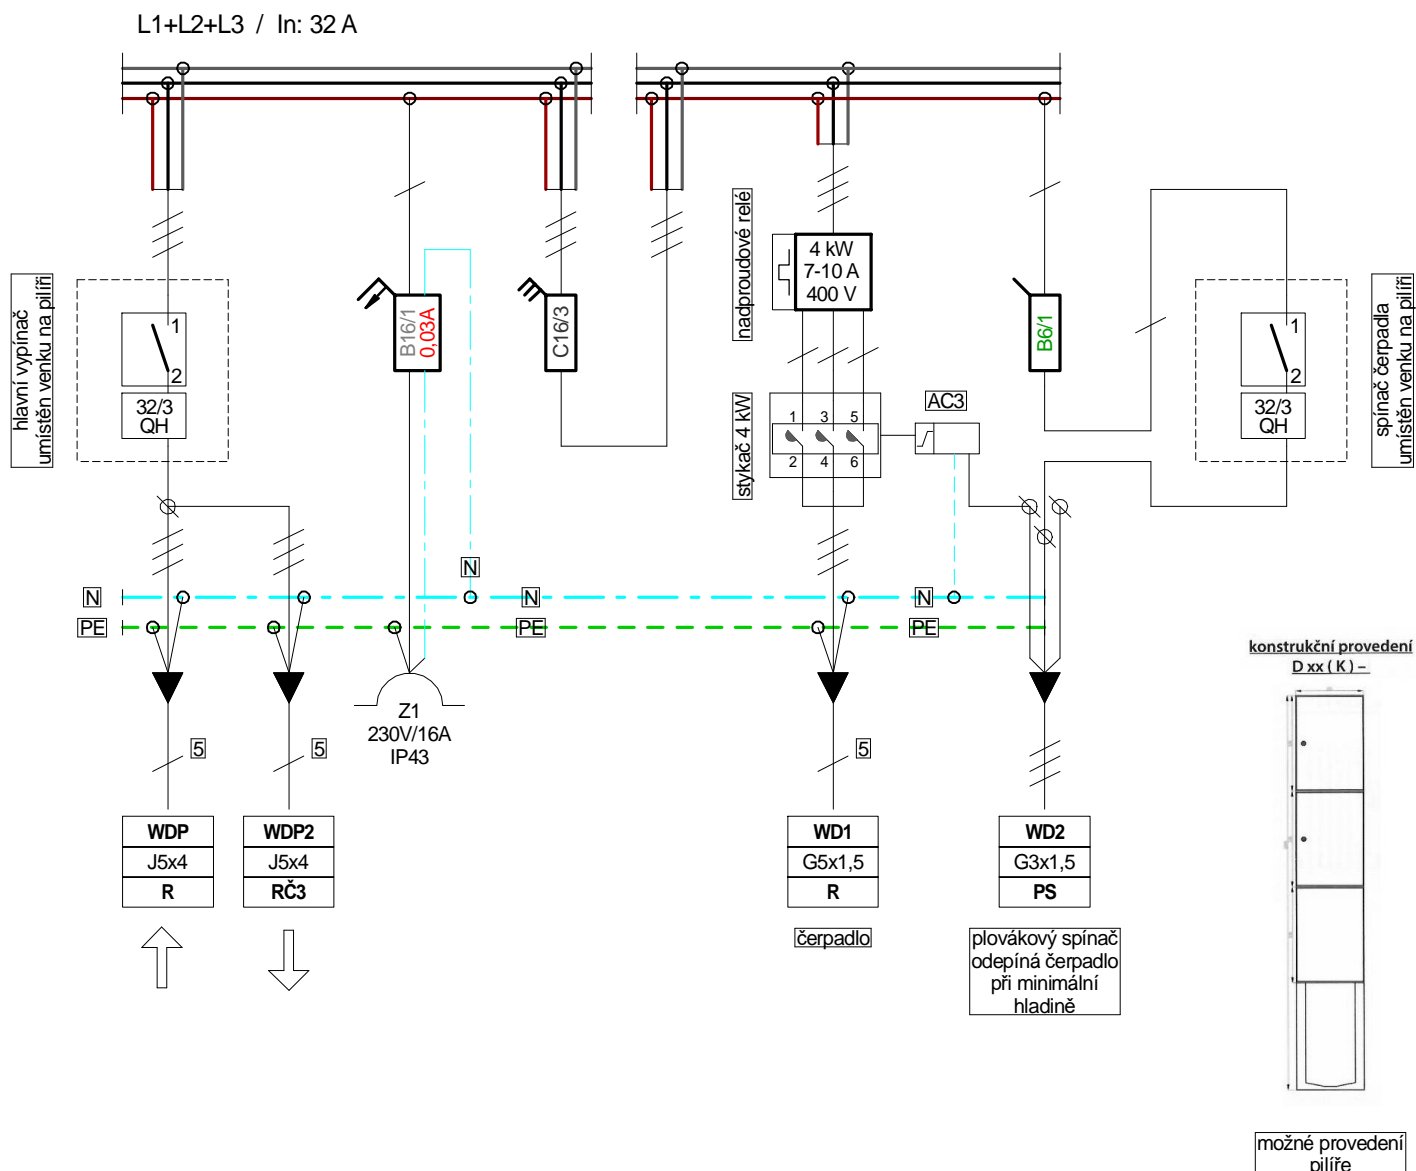 L1+L2+L3 / In: 32 A
hlavní vypínač
umístěn venku na pilíři
1
2
32/3
QH
B16/1
0,03A
C16/3
nadproudové relé
4 kW
7-10 A
400 V
stykač 4 kW
1 3 5
2 4 6
AC3
B6/1
1
2
32/3
QH
spínač čerpadla
umístěn venku na pilíři
N
N
N
N
PE
PE
PE
Z1
230V/16A
IP43
5
5
5
WDP
J5x4
R
WDP2
J5x4
RČ3
WD1
G5x1,5
R
čerpadlo
WD2
G3x1,5
PS
plovákový spínač
odepíná čerpadlo
při minimální
hladině
konstrukční provedení
D xx ( K ) –
možné provedení
pilíře